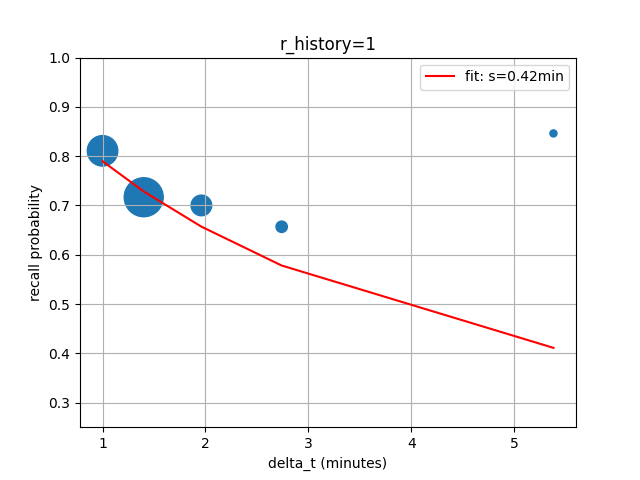 r_history=1
fit: s=0.42min
recall probability
1.0
0.9
0.8
0.7
0.6
0.5
0.4
0.3
1 2 3 4 5
delta_t (minutes)